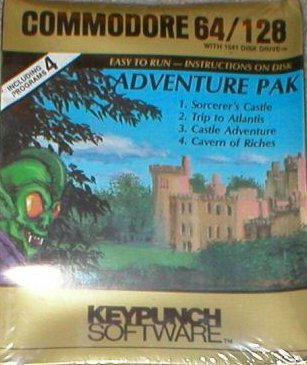 COMMODORE 64/128
WITH 1541 DISK DRIVE
EASY TO RUN — INSTRUCTIONS ON DISK
INCLUDING 4
PROGRAMS
ADVENTURE PAK
1. Sorcerer's Castle
2. Trip to Atlantis
3. Castle Adventure
4. Cavern of Riches
KEYPUNCH
SOFTWARE™